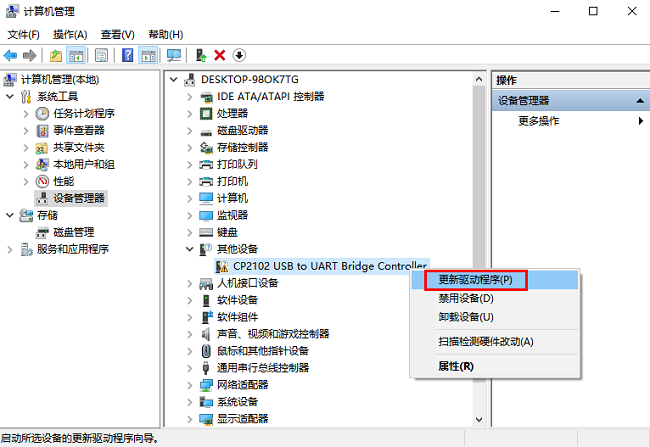 计算机管理
文件(F) 操作(A) 查看(V) 帮助(H)
计算机管理(本地)
系统工具
任务计划程序
事件查看器
共享文件夹
本地用户和组
性能
设备管理器
存储
磁盘管理
服务和应用程序
DESKTOP-98OK7TG
IDE ATA/ATAPI 控制器
处理器
磁盘驱动器
存储控制器
打印队列
打印机
计算机
监视器
键盘
其他设备
CP2102 USB to UART Bridge Controller
人机接口设备
软件设备
软件组件
声音、视频和游戏控制器
鼠标和其他指针设备
通用串行总线控制器
网络适配器
系统设备
显示适配器
更新驱动程序(P)
禁用设备(D)
卸载设备(U)
扫描检测硬件改动(A)
属性(R)
操作
设备管理器
更多操作
启动所选设备的更新驱动程序向导。